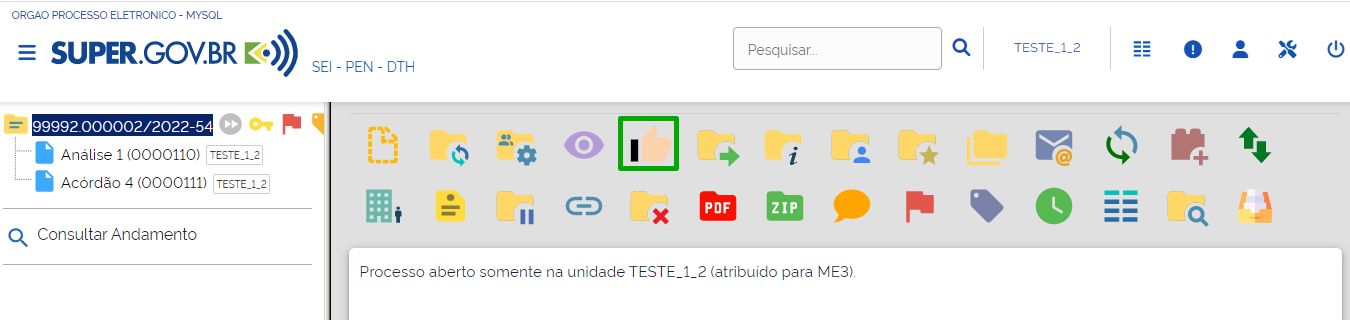 ORGAO PROCESSO ELETRONICO - MYSQL
SUPER.GOV.BR
SEI - PEN - DTH
Pesquisar...
TESTE_1_2
99992.000002/2022-54
Análise 1 (0000110) TESTE_1_2
Acórdão 4 (0000111) TESTE_1_2
Consultar Andamento
PDF
ZIP
Processo aberto somente na unidade TESTE_1_2 (atribuído para ME3).